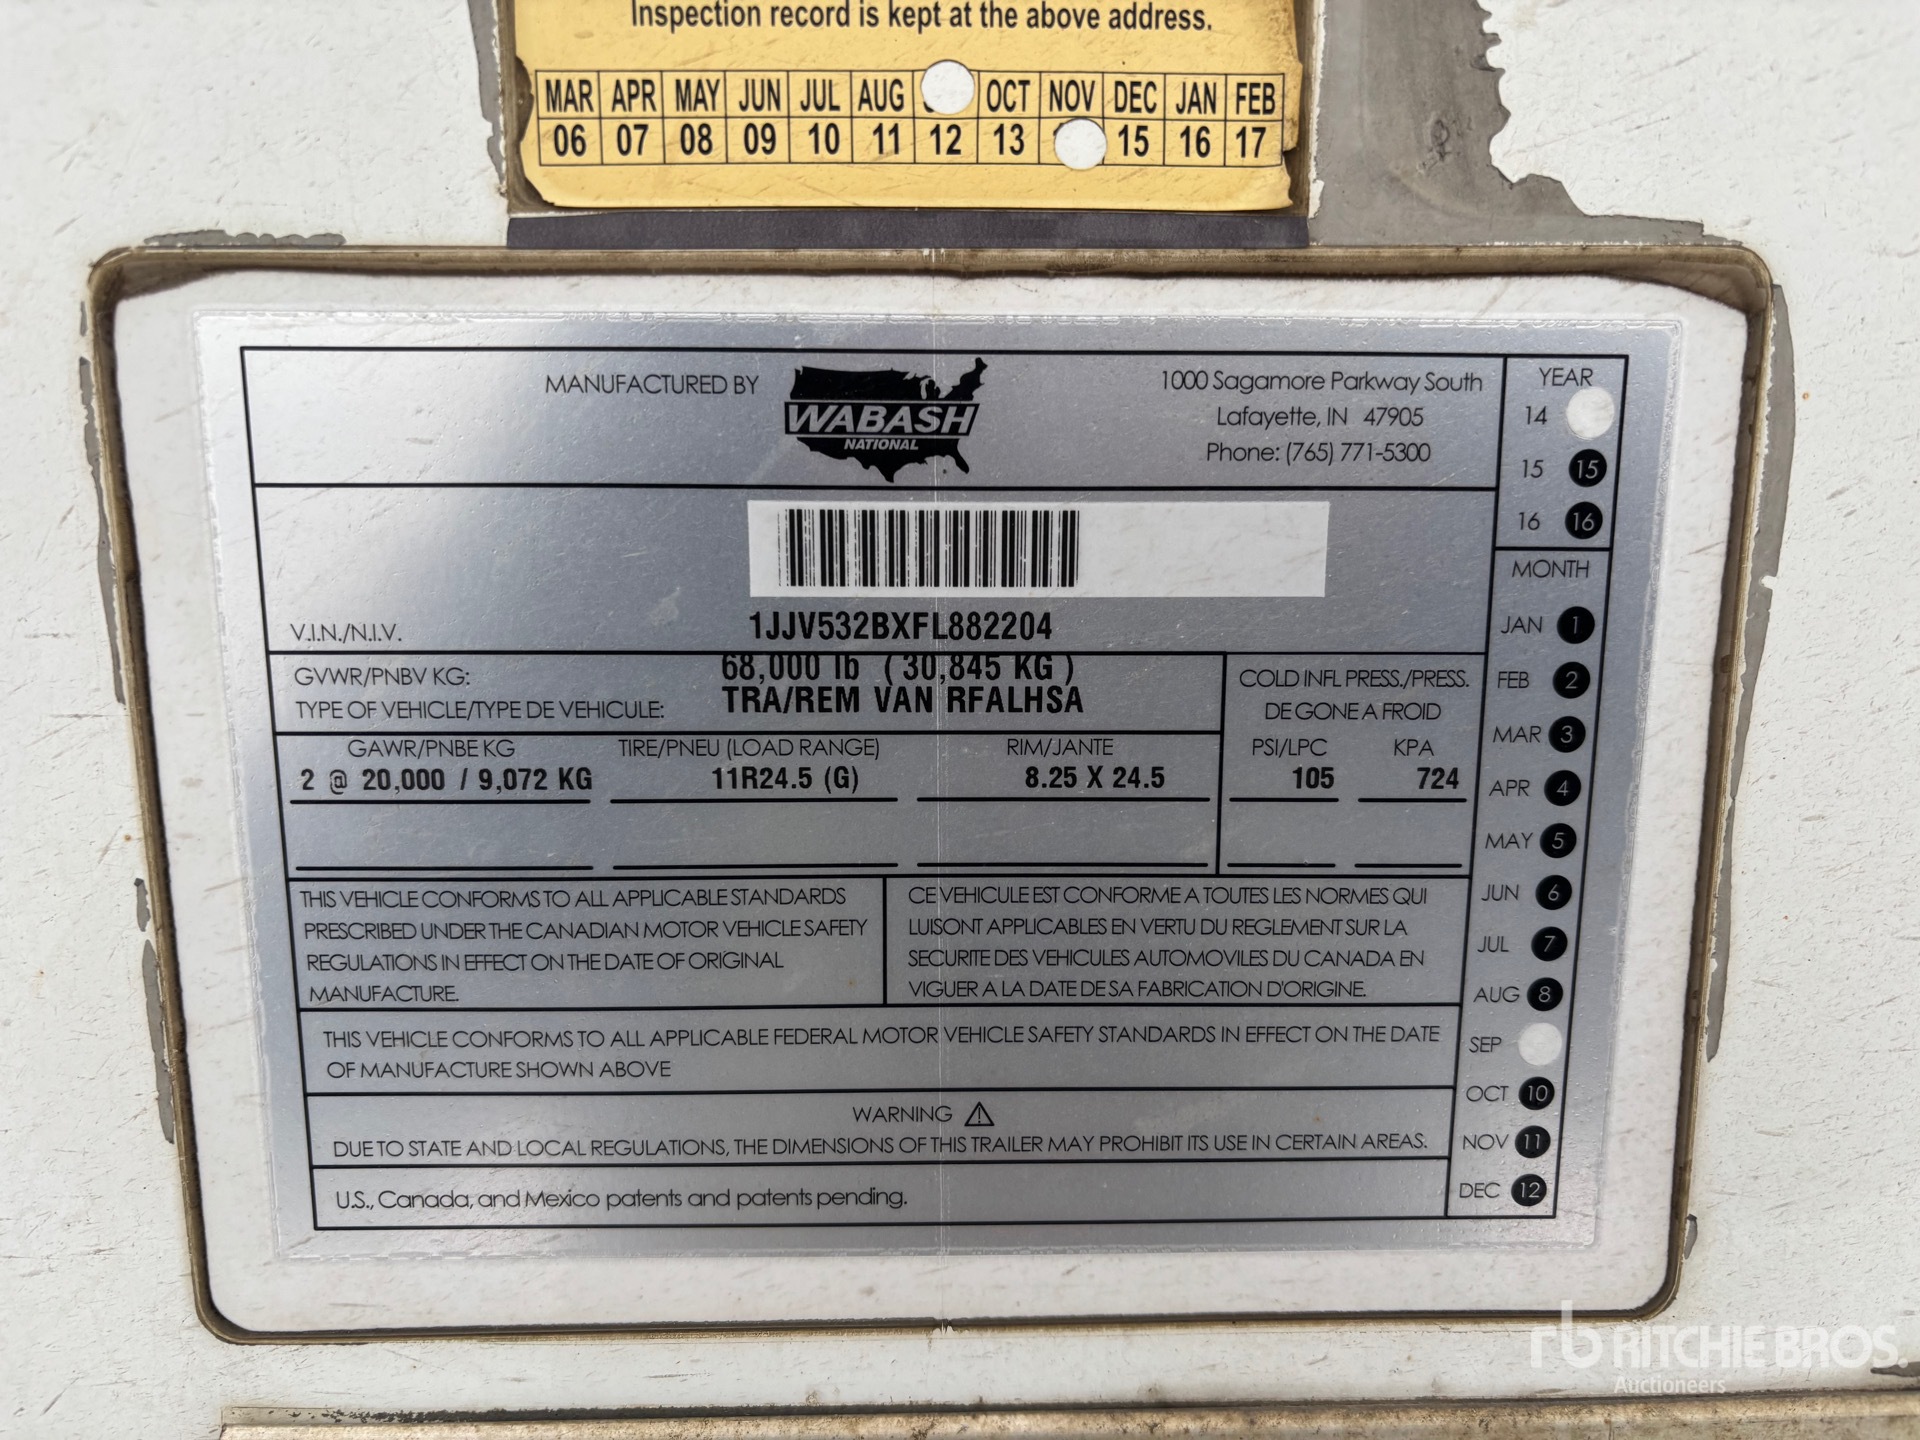 Inspection record is kept at the above address.
MAR APR MAY JUN JUL AUG OCT NOV DEC JAN FEB
06 07 08 09 10 11 12 13 15 16 17
MANUFACTURED BY
WABASH
NATIONAL
1000 Sagamore Parkway South
Lafayette, IN 47905
Phone: (765) 771-5300
V.I.N./N.I.V.
1JJV532BXFL882204
GVWR/PNBV KG:
68,000 lb ( 30,845 KG )
TYPE OF VEHICLE/TYPE DE VEHICULE:
TRA/REM VAN RFALHSA
COLD INFL PRESS./PRESS.
DE GONE A FROID
GAWR/PNBE KG TIRE/PNEU (LOAD RANGE) RIM/JANTE PSI/LPC KPA
2 @ 20,000 / 9,072 KG 11R24.5 (G) 8.25 X 24.5 105 724
THIS VEHICLE CONFORMS TO ALL APPLICABLE STANDARDS
PRESCRIBED UNDER THE CANADIAN MOTOR VEHICLE SAFETY
REGULATIONS IN EFFECT ON THE DATE OF ORIGINAL
MANUFACTURE.
CE VEHICULE EST CONFORME A TOUTES LES NORMES QUI
LUISONT APPLICABLES EN VERTU DU REGLEMENT SUR LA
SECURITE DES VEHICULES AUTOMOVILES DU CANADA EN
VIGUER A LA DATE DE SA FABRICATION D'ORIGINE.
THIS VEHICLE CONFORMS TO ALL APPLICABLE FEDERAL MOTOR VEHICLE SAFETY STANDARDS IN EFFECT ON THE DATE
OF MANUFACTURE SHOWN ABOVE
WARNING
DUE TO STATE AND LOCAL REGULATIONS, THE DIMENSIONS OF THIS TRAILER MAY PROHIBIT ITS USE IN CERTAIN AREAS.
U.S., Canada, and Mexico patents and patents pending.
YEAR
14
15 15
16 16
MONTH
JAN 1
FEB 2
MAR 3
APR 4
MAY 5
JUN 6
JUL 7
AUG 8
SEP
OCT 10
NOV 11
DEC 12
rb RITCHIE BROS.
Auctioneers